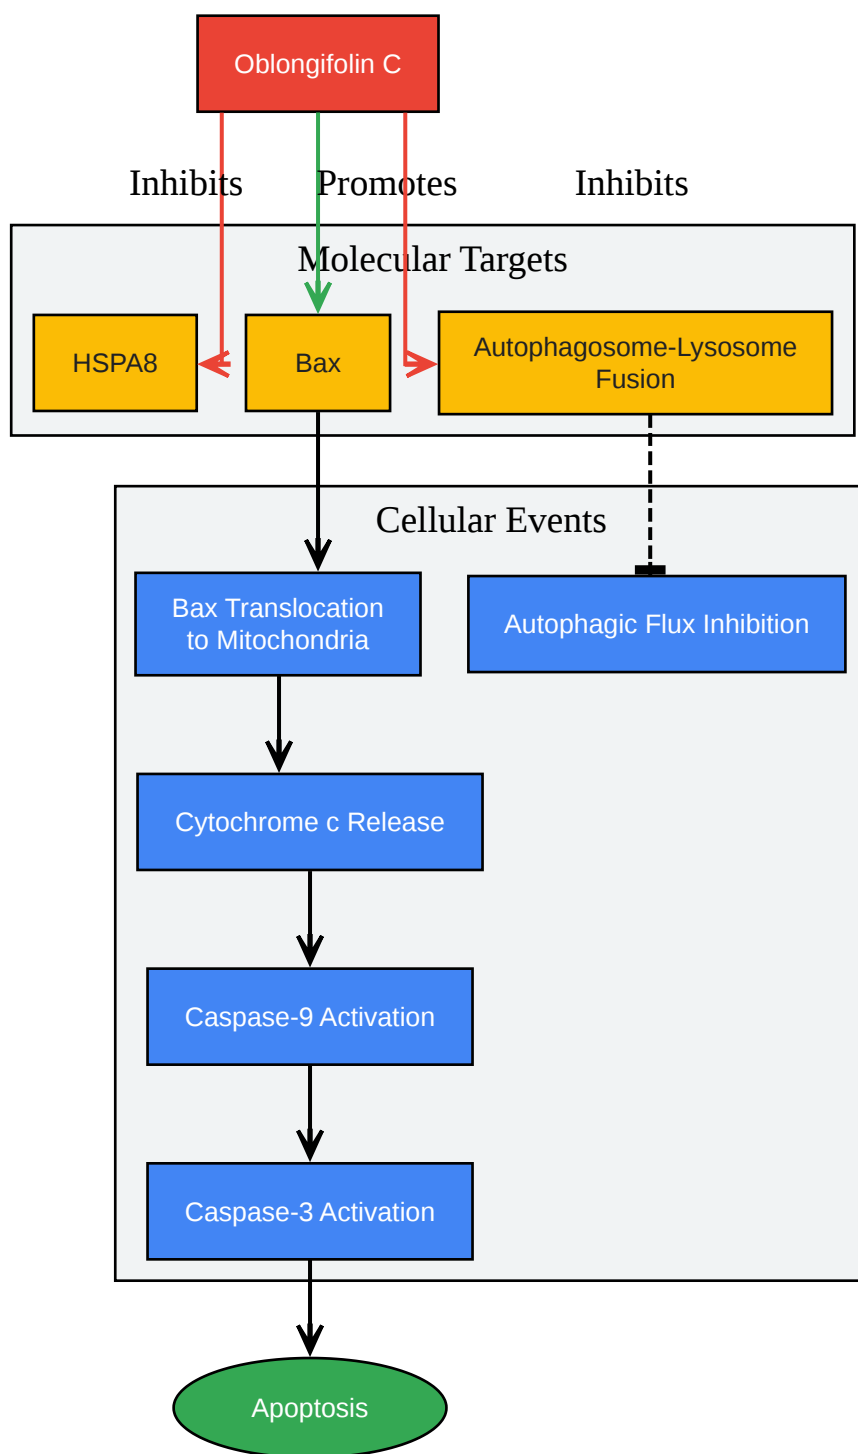 Oblongifolin C
Inhibits
Promotes
Inhibits
Molecular Targets
HSPA8
Bax
Autophagosome-Lysosome
Fusion
Cellular Events
Bax Translocation
to Mitochondria
Autophagic Flux Inhibition
Cytochrome c Release
Caspase-9 Activation
Caspase-3 Activation
Apoptosis